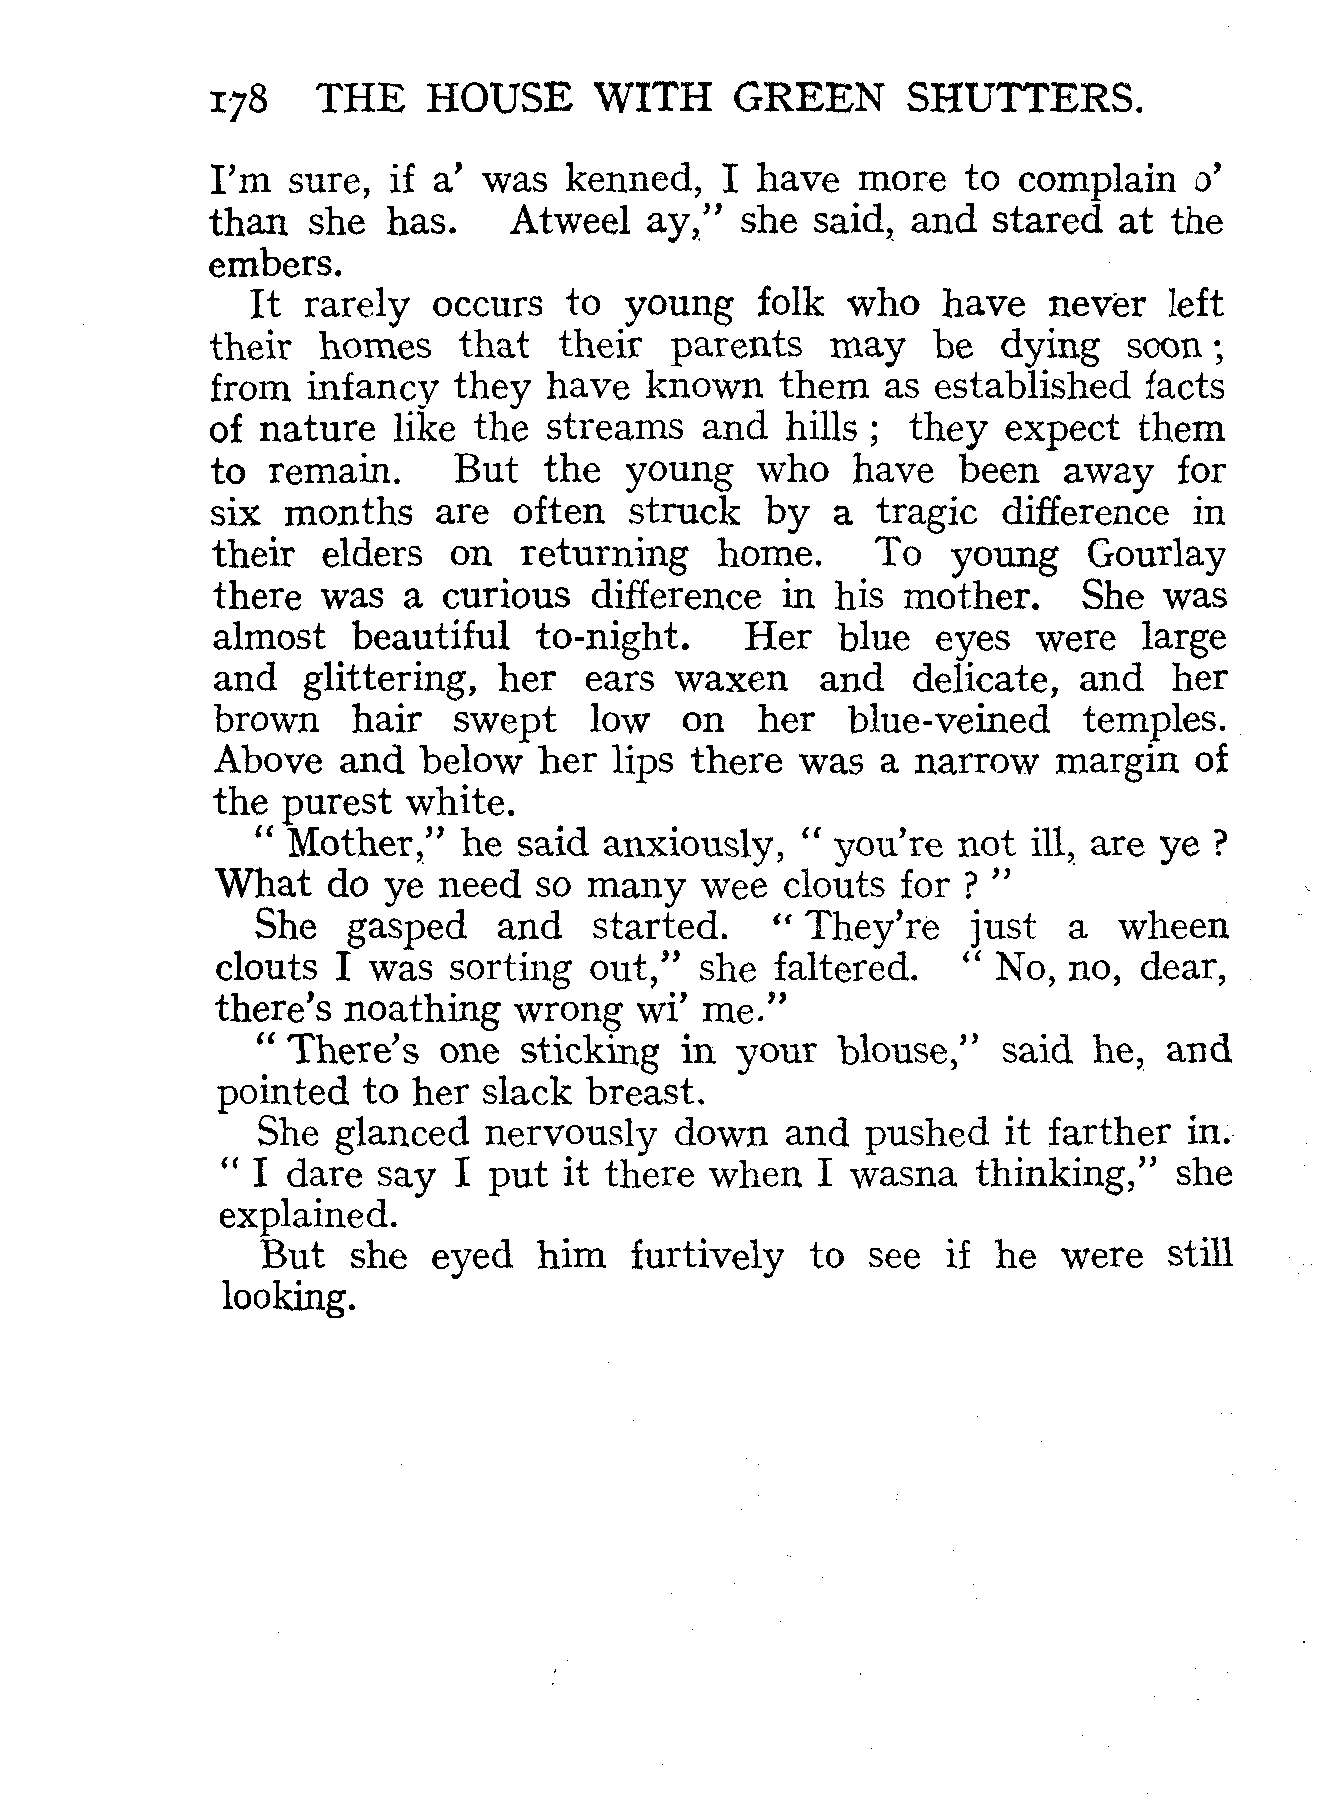 178 THE HOUSE WITH GREEN SHUTTERS.
I'm sure, if a' was kenned, I have more to complain o'
than she has. Atweel ay," she said, and stared at the
embers.
It rarely occurs to young folk who have never left
their homes that their parents may be dying soon ;
from infancy they have known them as established facts
of nature like the streams and hills ; they expect them
to remain. But the young who have been away for
six months are often struck by a tragic difference in
their elders on returning home. To young Gourlay
there was a curious difference in his mother. She was
almost beautiful to-night. Her blue eyes were large
and glittering, her ears waxen and delicate, and her
brown hair swept low on her blue-veined temples.
Above and below her lips there was a narrow margin of
the purest white.
" Mother," he said anxiously, " you're not ill, are ye ?
What do ye need so many wee clouts for ? "
She gasped and started. " They're just a wheen
clouts I was sorting out," she faltered. " No, no, dear,
there's noathing wrong wi' me."
" There's one sticking in your blouse," said he, and
pointed to her slack breast.
She glanced nervously down and pushed it farther in.
" I dare say I put it there when I wasna thinking," she
explained.
But she eyed him furtively to see if he were still
looking.